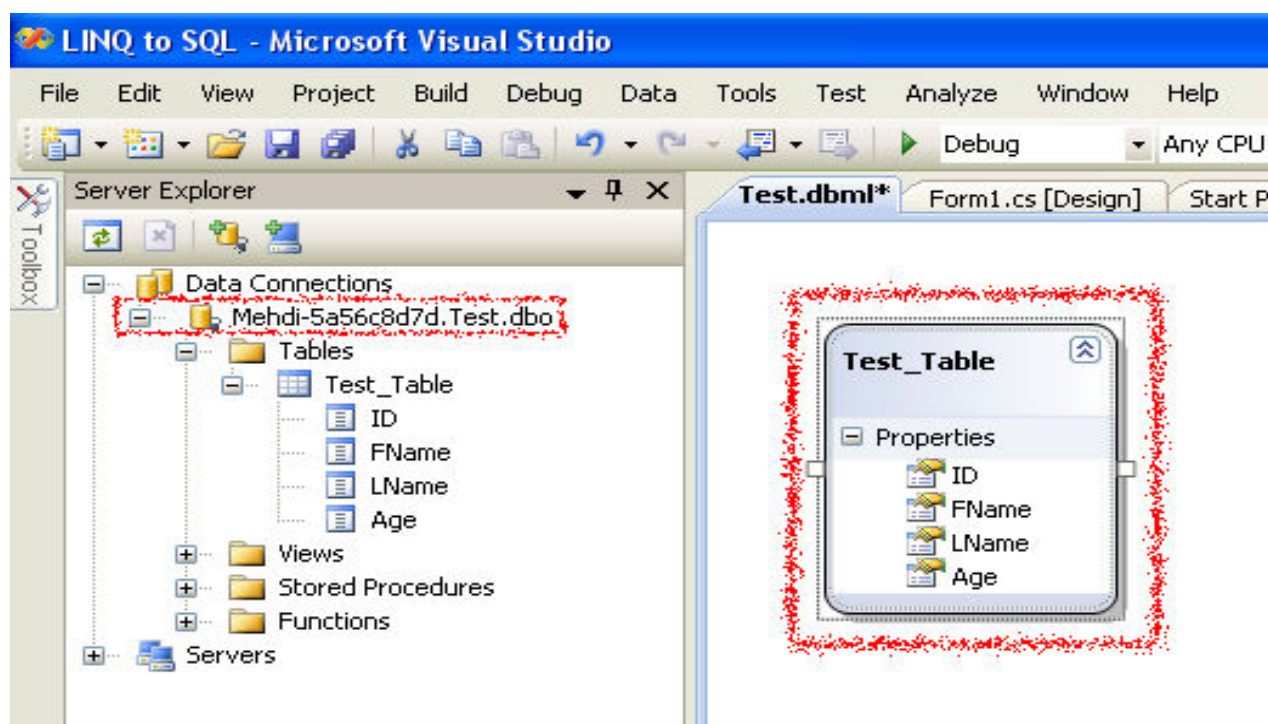 LINQ to SQL - Microsoft Visual Studio
File Edit View Project Build Debug Data Tools Test Analyze Window Help
Debug Any CPU
Toolbox
Server Explorer
Data Connections
Mehdi-5a56c8d7d.Test.dbo
Tables
Test_Table
ID
FName
LName
Age
Views
Stored Procedures
Functions
Servers
Test.dbml* Form1.cs [Design] Start P
Test_Table
Properties
ID
FName
LName
Age